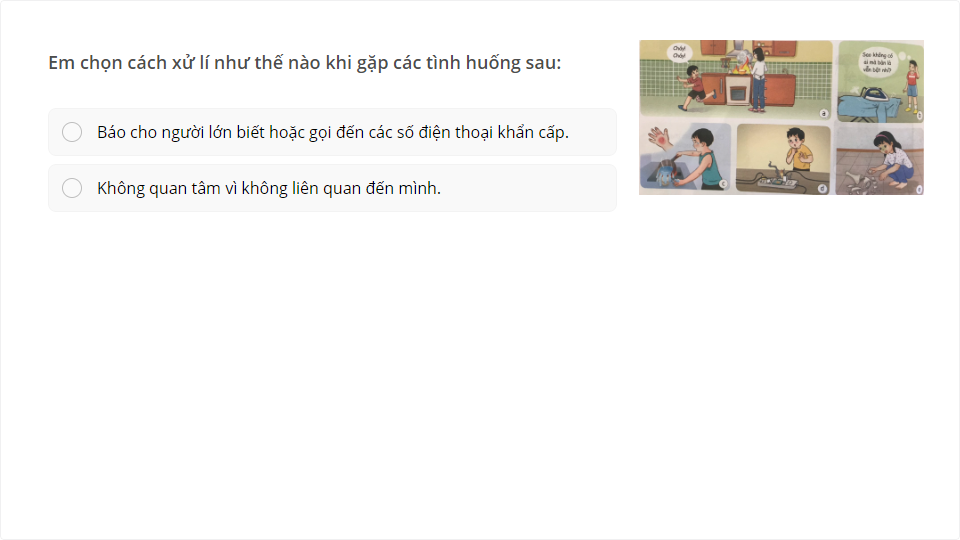 Em chọn cách xử lí như thế nào khi gặp các tình huống sau:
Báo cho người lớn biết hoặc gọi đến các số điện thoại khẩn cấp.
Không quan tâm vì không liên quan đến mình.
Cháy!
Cháy!
Sao không có
ai mà bàn là
vẫn bật nhỉ?
a
c
d